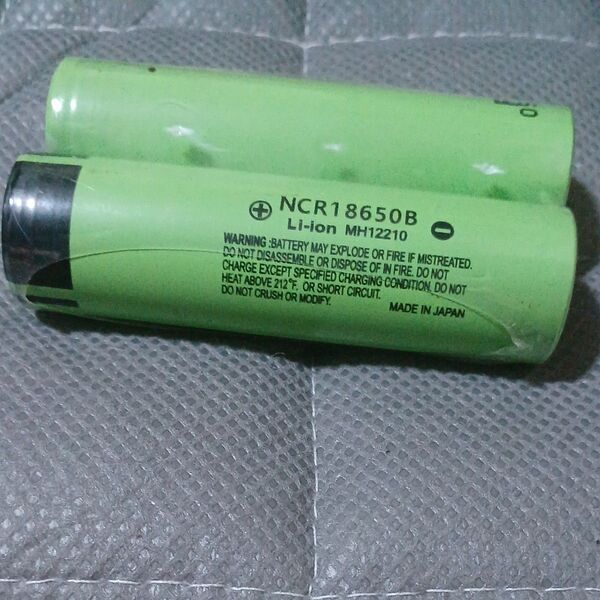 ⊕ NCR18650B ⊖
Li-ion MH12210
WARNING :BATTERY MAY EXPLODE OR FIRE IF MISTREATED.
DO NOT DISASSEMBLE OR DISPOSE OF IN FIRE. DO NOT
CHARGE EXCEPT SPECIFIED CHARGING CONDITION, DO NOT
HEAT ABOVE 212°F. OR SHORT CIRCUIT.
DO NOT CRUSH OR MODIFY.
MADE IN JAPAN